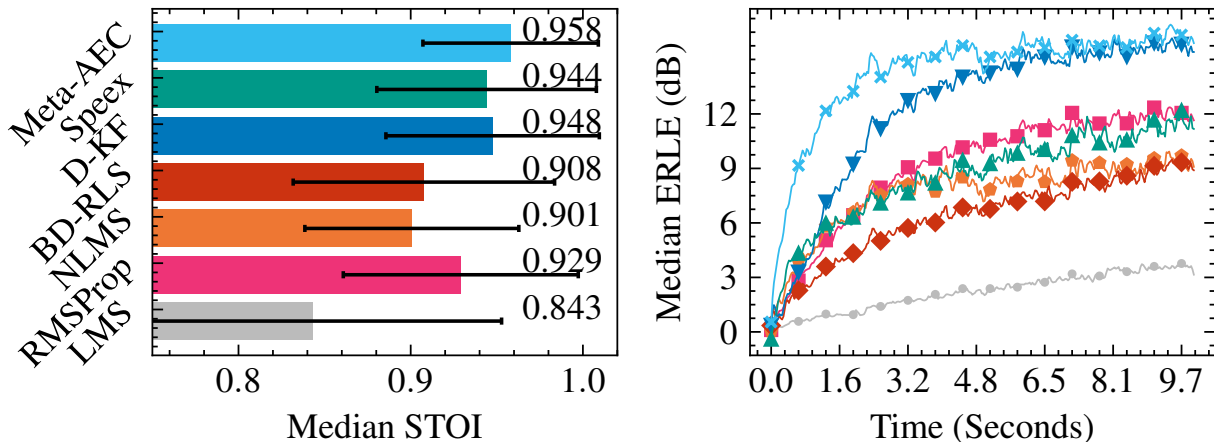 Meta-AEC
Speex
D-KF
BD-RLS
NLMS
RMSProp
LMS
0.958
0.944
0.948
0.908
0.901
0.929
0.843
0.8 0.9 1.0
Median STOI
Median ERLE (dB)
12
9
6
3
0
0.0 1.6 3.2 4.8 6.5 8.1 9.7
Time (Seconds)